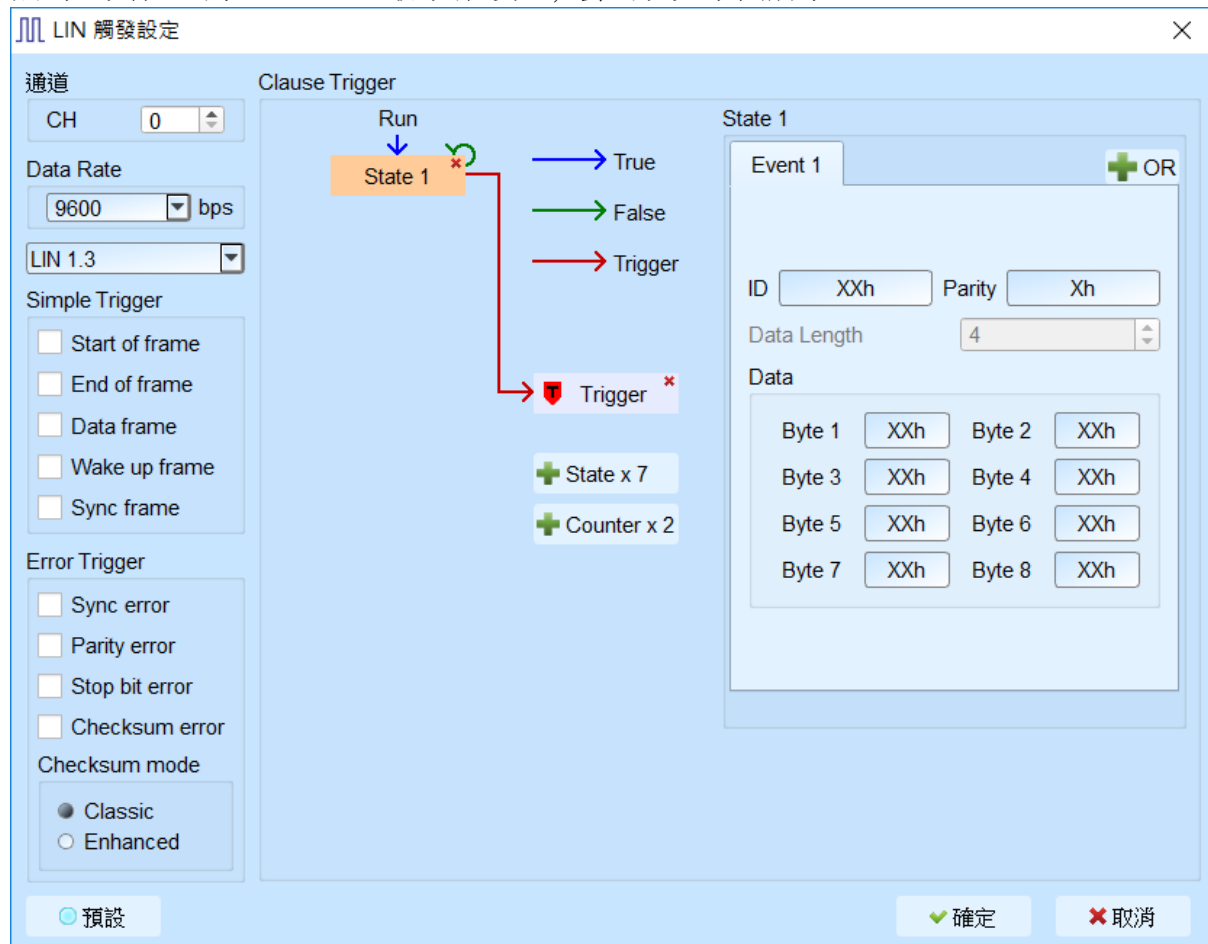 LIN 觸發設定
通道
CH 0
Data Rate
9600 bps
LIN 1.3
Simple Trigger
Start of frame
End of frame
Data frame
Wake up frame
Sync frame
Error Trigger
Sync error
Parity error
Stop bit error
Checksum error
Checksum mode
Classic
Enhanced
Clause Trigger
Run
State 1
True
False
Trigger
T Trigger
State x 7
Counter x 2
State 1
Event 1
OR
ID XXh Parity Xh
Data Length 4
Data
Byte 1 XXh Byte 2 XXh
Byte 3 XXh Byte 4 XXh
Byte 5 XXh Byte 6 XXh
Byte 7 XXh Byte 8 XXh
預設
確定
取消